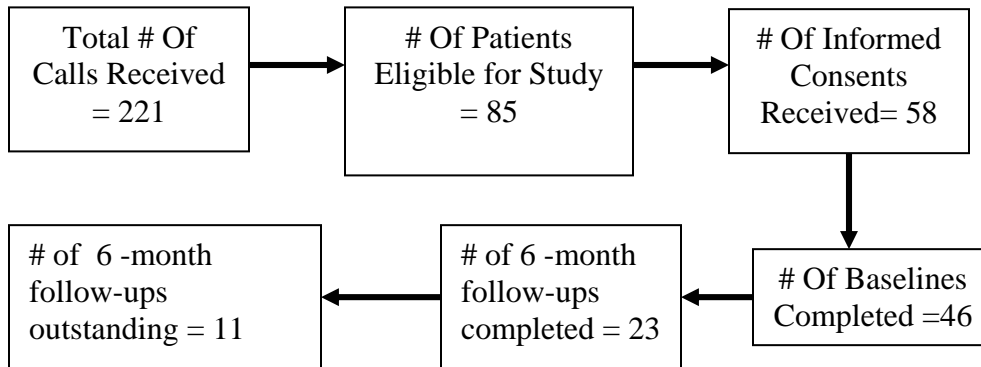 Total # Of
Calls Received
= 221
# Of Patients
Eligible for Study
= 85
# Of Informed
Consents
Received= 58
# Of Baselines
Completed =46
# of 6 -month
follow-ups
completed = 23
# of  6 -month
follow-ups
outstanding = 11